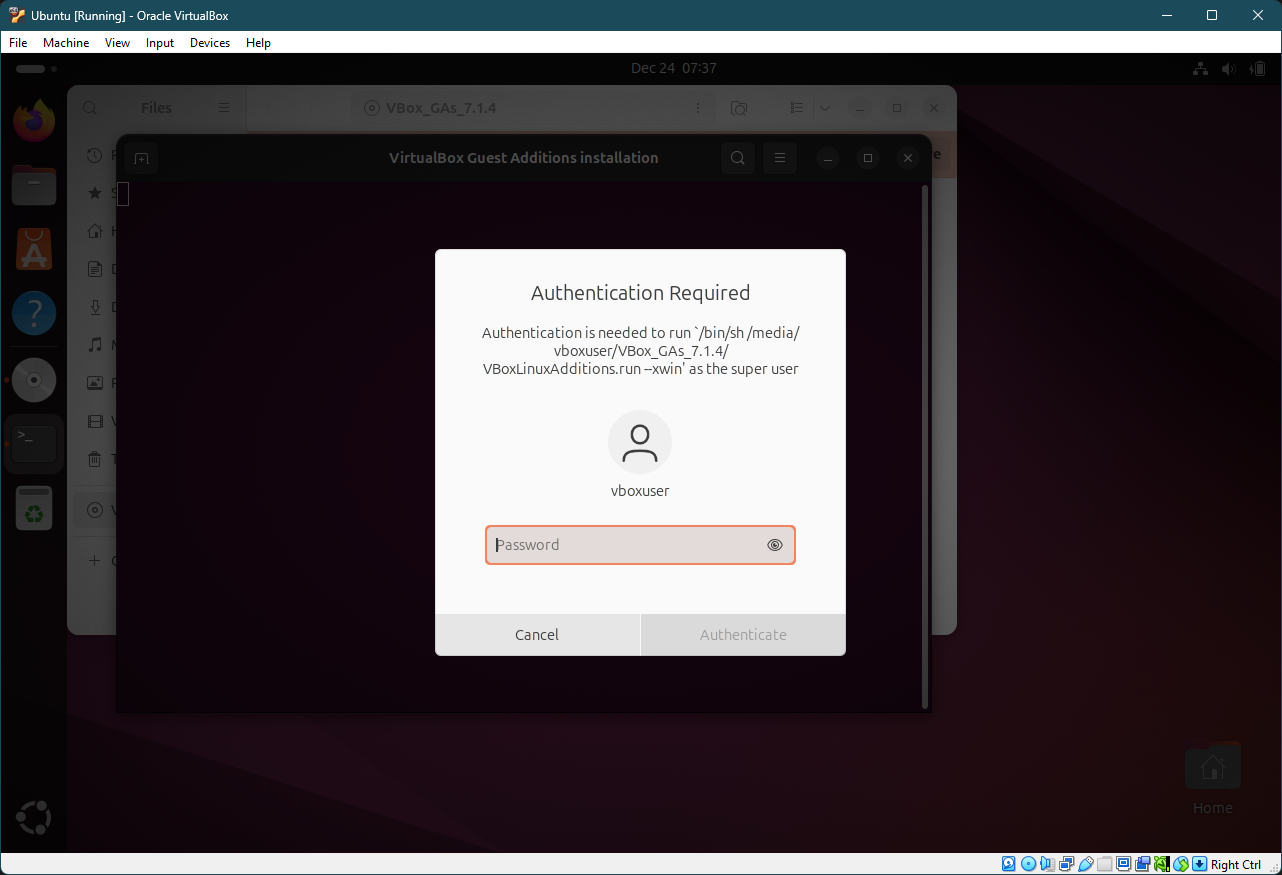 Ubuntu [Running] - Oracle VirtualBox
File Machine View Input Devices Help
Dec 24 07:37
Files
VBox_GAs_7.1.4
VirtualBox Guest Additions installation
Authentication Required
Authentication is needed to run `/bin/sh /media/
vboxuser/VBox_GAs_7.1.4/
VBoxLinuxAdditions.run --xwin' as the super user
vboxuser
Password
Cancel
Authenticate
Home
Right Ctrl